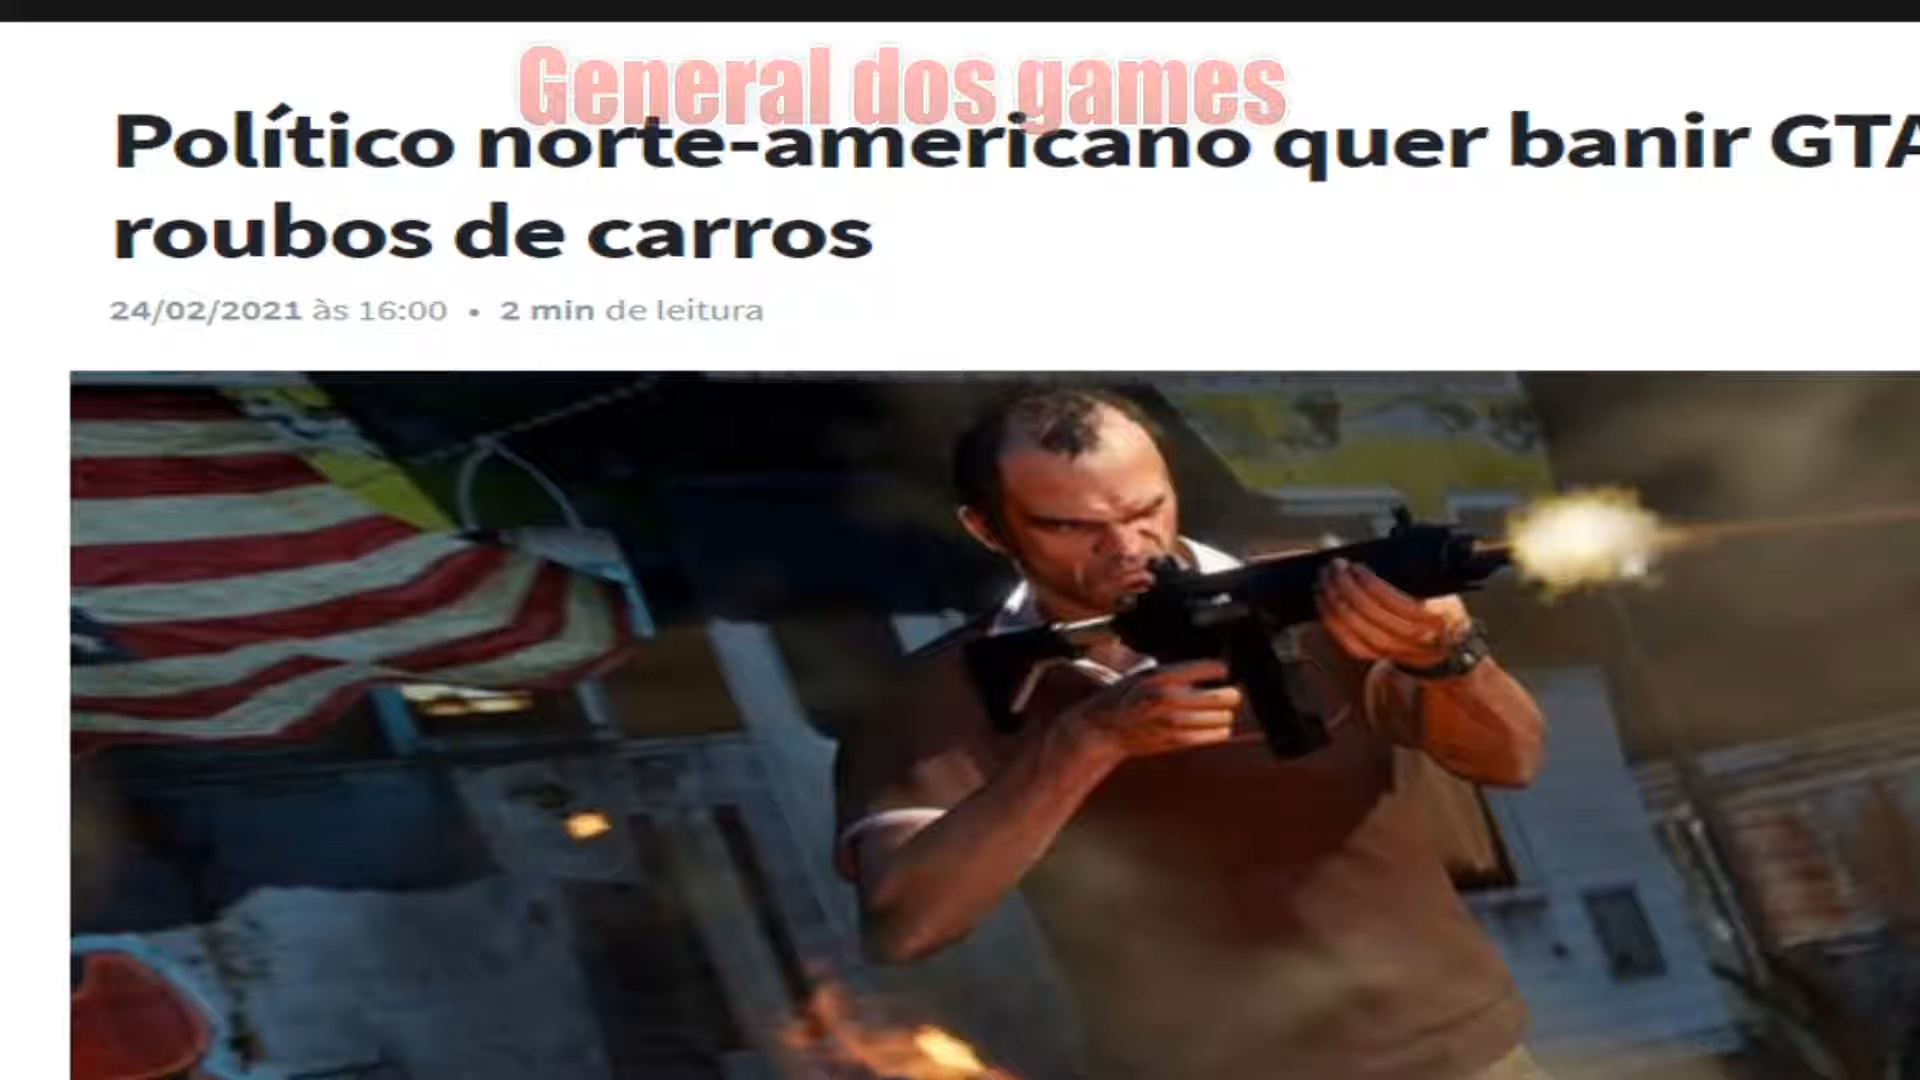 General dos games
Político norte-americano quer banir GTA
roubos de carros
24/02/2021 às 16:00 • 2 min de leitura